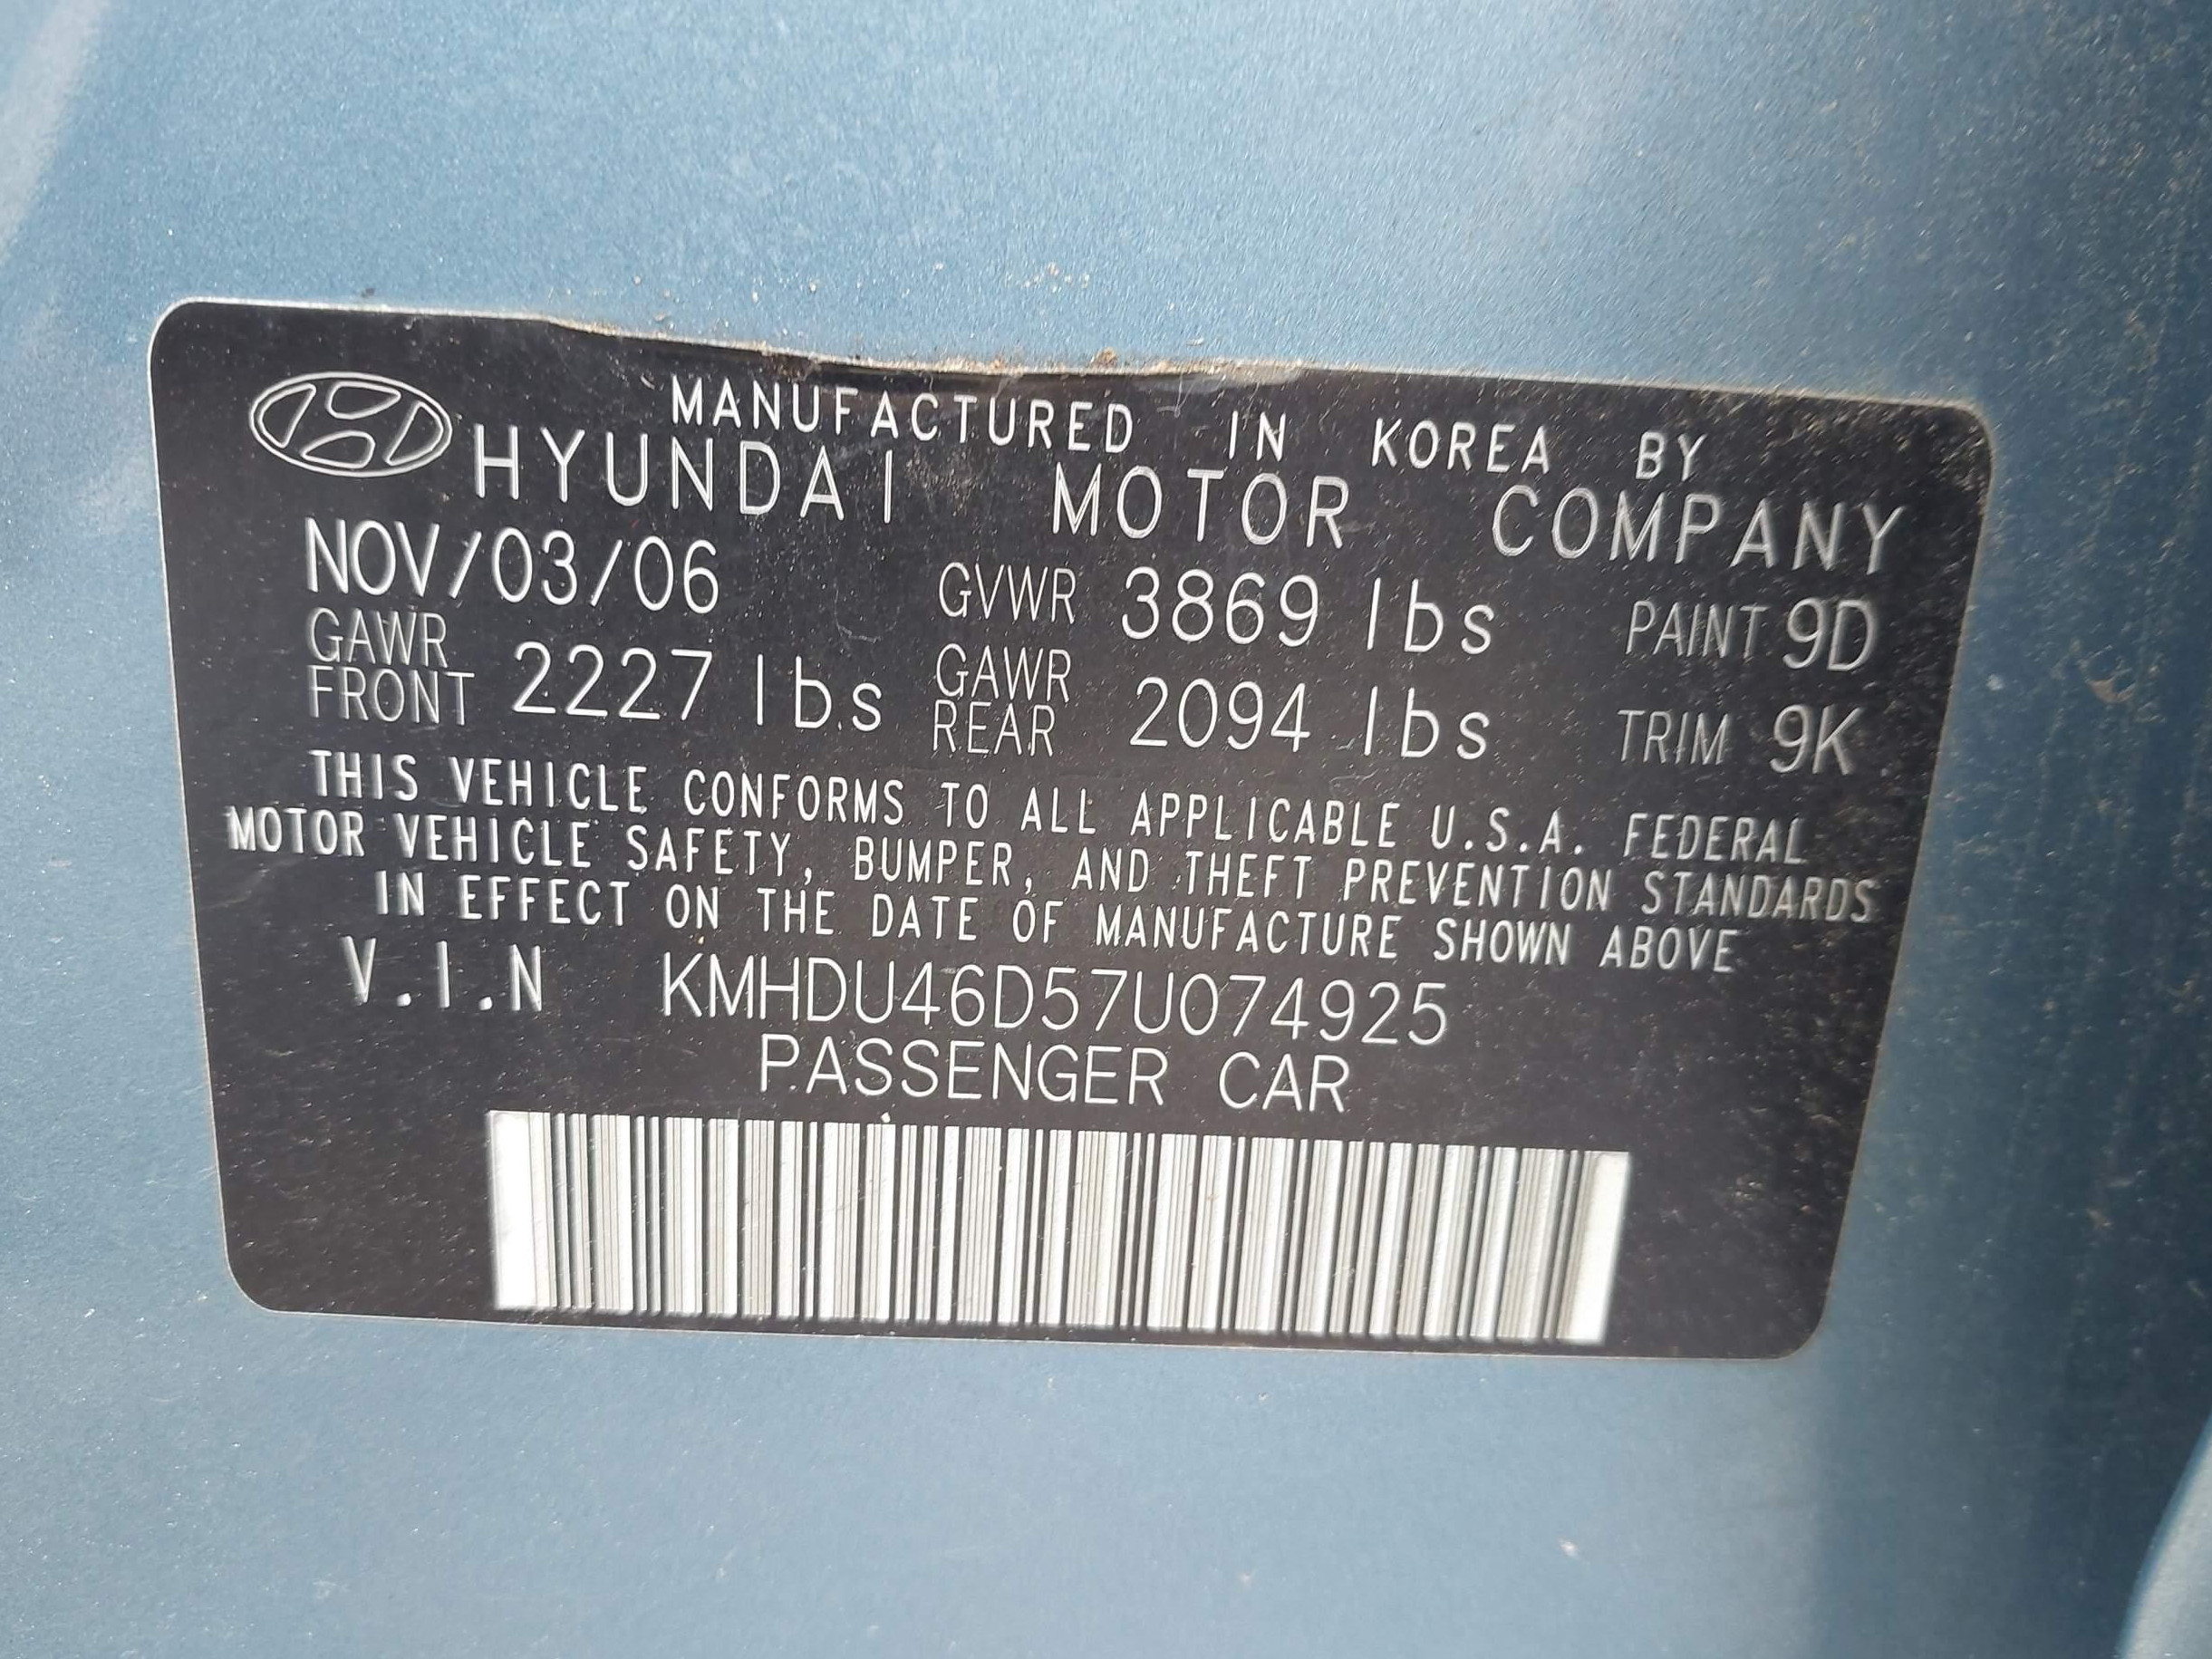 MANUFACTURED IN KOREA BY
HYUNDAI MOTOR COMPANY
NOV/03/06 GVWR 3869 lbs PAINT 9D
GAWR FRONT 2227 lbs GAWR REAR 2094 lbs TRIM 9K
THIS VEHICLE CONFORMS TO ALL APPLICABLE U.S.A. FEDERAL
MOTOR VEHICLE SAFETY, BUMPER, AND THEFT PREVENTION STANDARDS
IN EFFECT ON THE DATE OF MANUFACTURE SHOWN ABOVE
V.I.N KMHDU46D57U074925
PASSENGER CAR